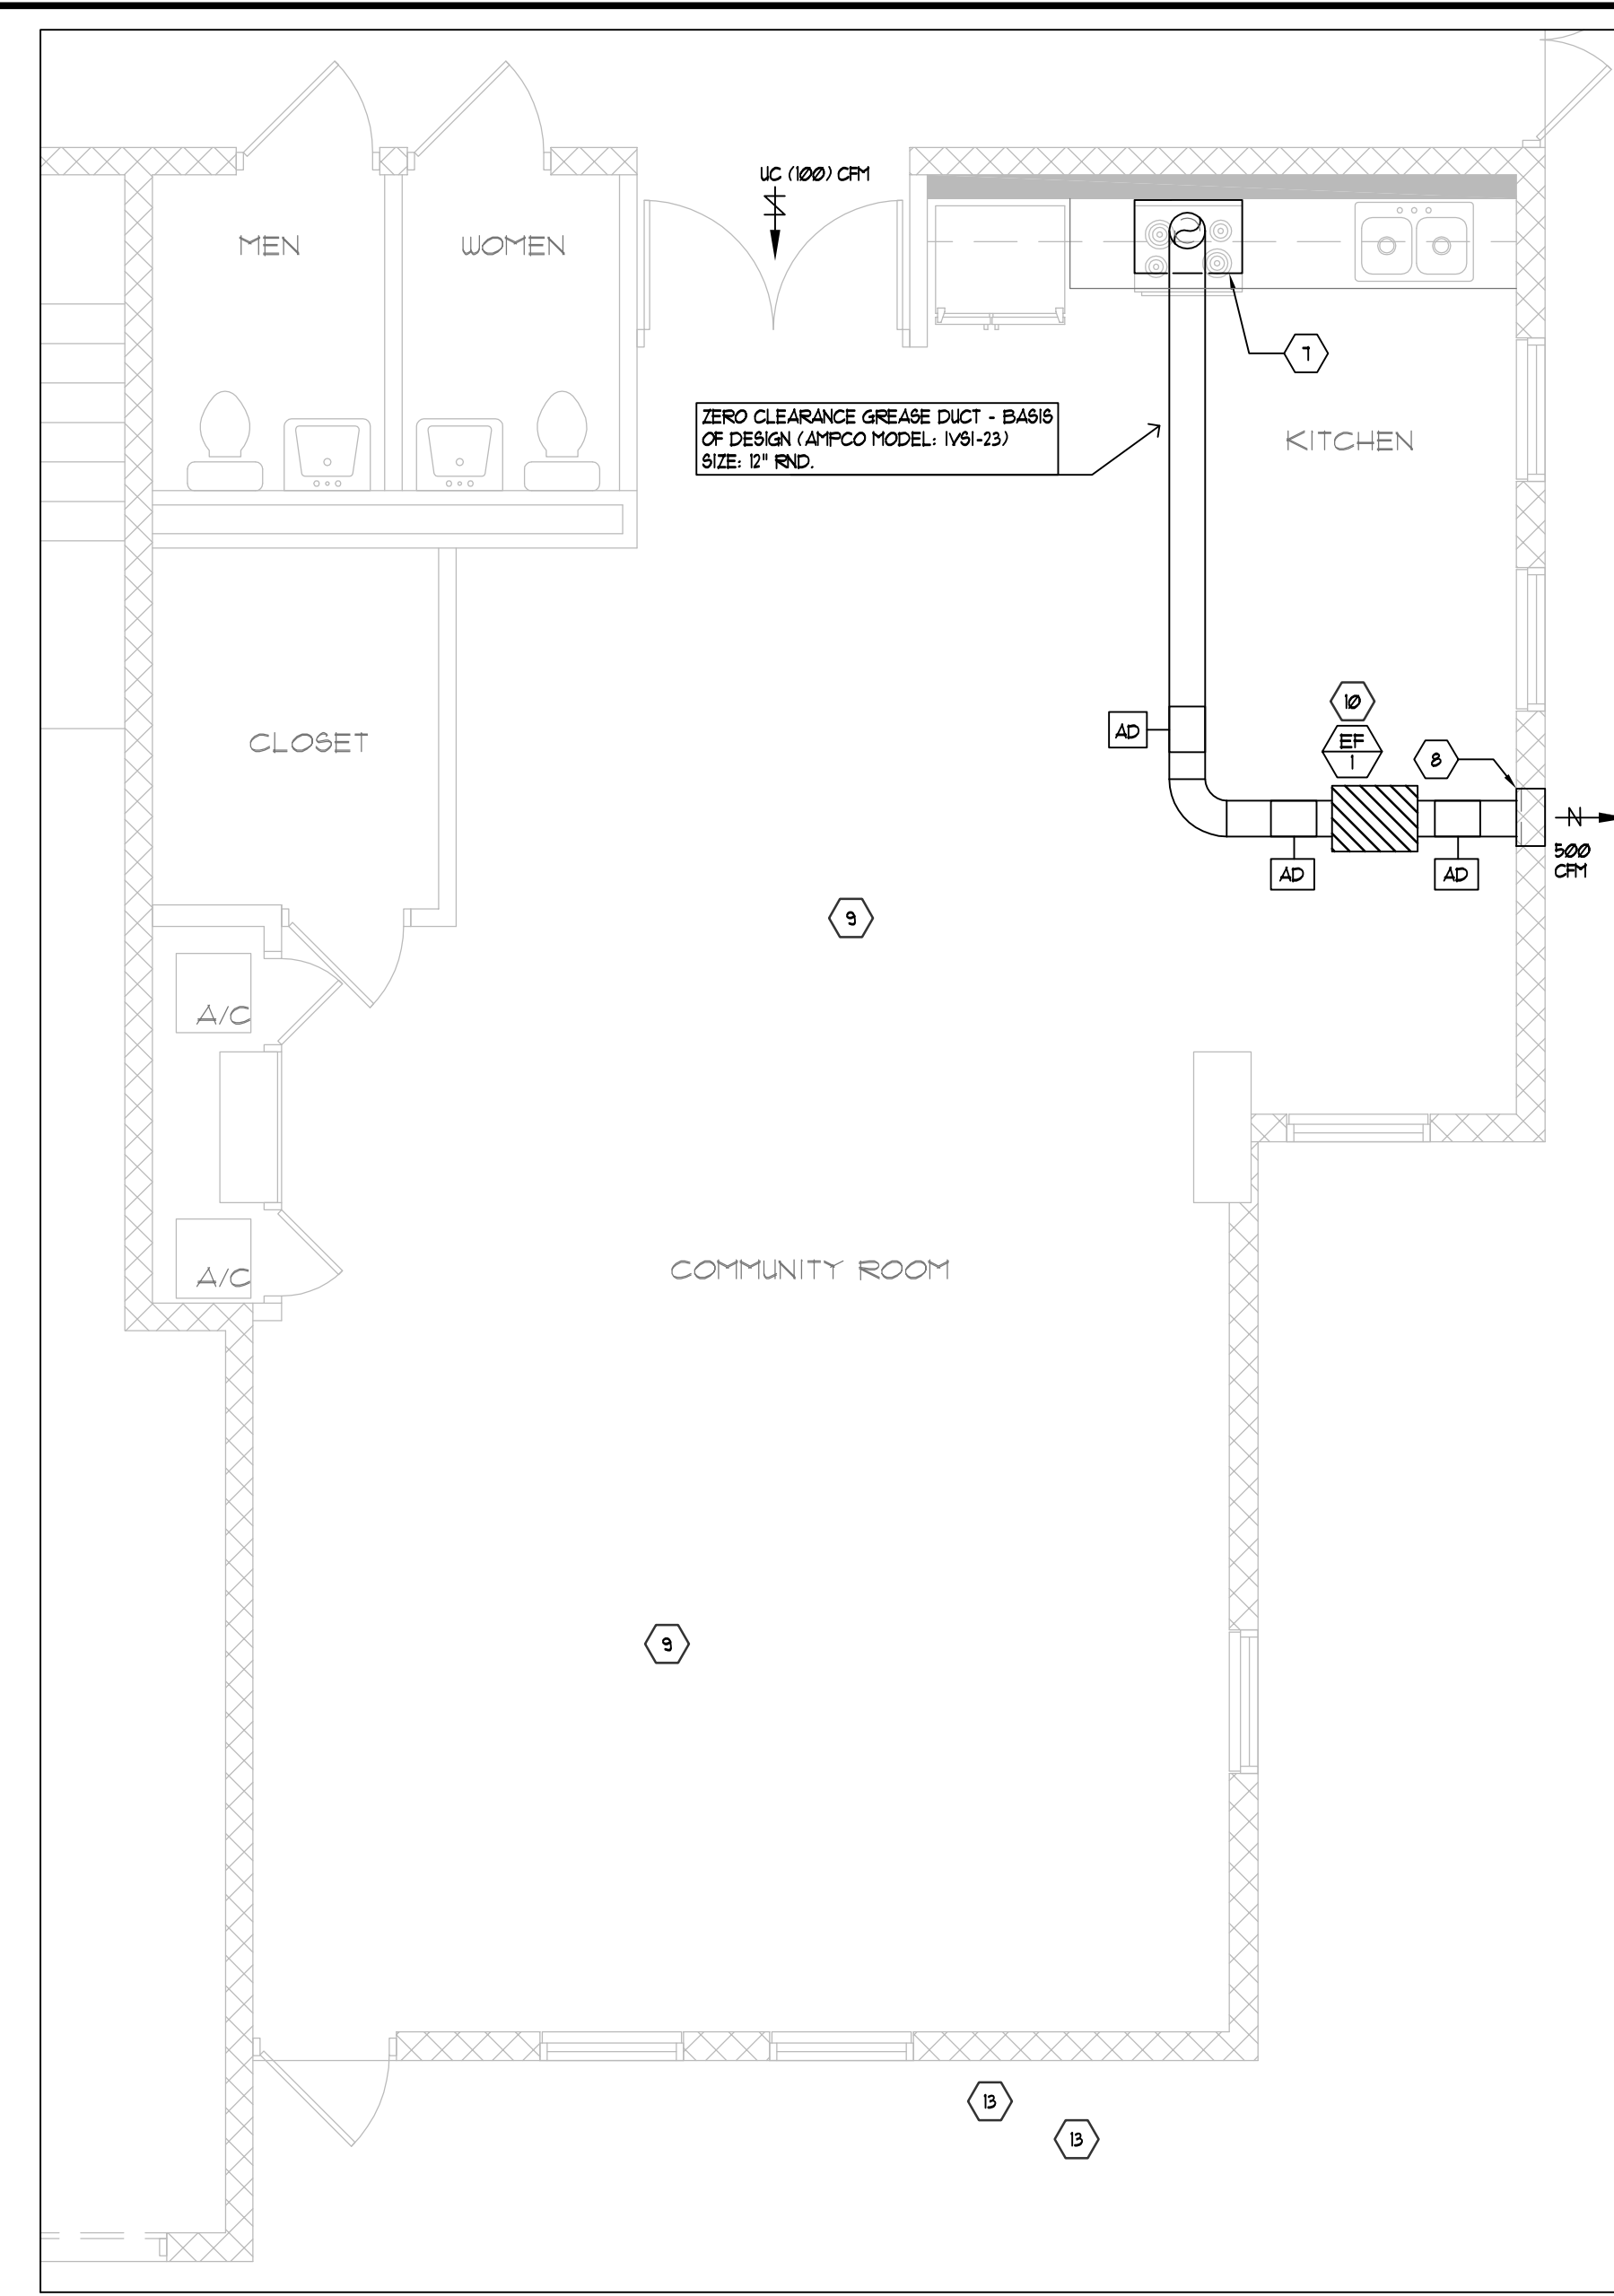 UC (100) CFM
MEN
WOMEN
7
ZERO CLEARANCE GREASE DUCT - BASIS
OF DESIGN (AMPCO MODEL: IVSI-23)
SIZE: 12" RND.
KITCHEN
10
AD
EF
1
8
CLOSET
N
500
CFM
AD
AD
9
A/C
COMMUNITY ROOM
A/C
9
13
13